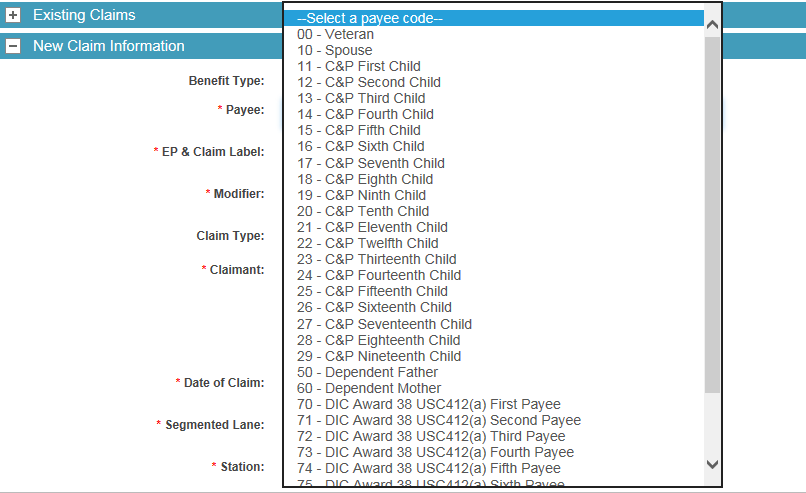 Existing Claims
New Claim Information
Benefit Type:
* Payee:
* EP & Claim Label:
* Modifier:
Claim Type:
* Claimant:
* Date of Claim:
* Segmented Lane:
* Station:
--Select a payee code--
00 - Veteran
10 - Spouse
11 - C&P First Child
12 - C&P Second Child
13 - C&P Third Child
14 - C&P Fourth Child
15 - C&P Fifth Child
16 - C&P Sixth Child
17 - C&P Seventh Child
18 - C&P Eighth Child
19 - C&P Ninth Child
20 - C&P Tenth Child
21 - C&P Eleventh Child
22 - C&P Twelfth Child
23 - C&P Thirteenth Child
24 - C&P Fourteenth Child
25 - C&P Fifteenth Child
26 - C&P Sixteenth Child
27 - C&P Seventeenth Child
28 - C&P Eighteenth Child
29 - C&P Nineteenth Child
50 - Dependent Father
60 - Dependent Mother
70 - DIC Award 38 USC412(a) First Payee
71 - DIC Award 38 USC412(a) Second Payee
72 - DIC Award 38 USC412(a) Third Payee
73 - DIC Award 38 USC412(a) Fourth Payee
74 - DIC Award 38 USC412(a) Fifth Payee
75 - DIC Award 38 USC412(a) Sixth Payee